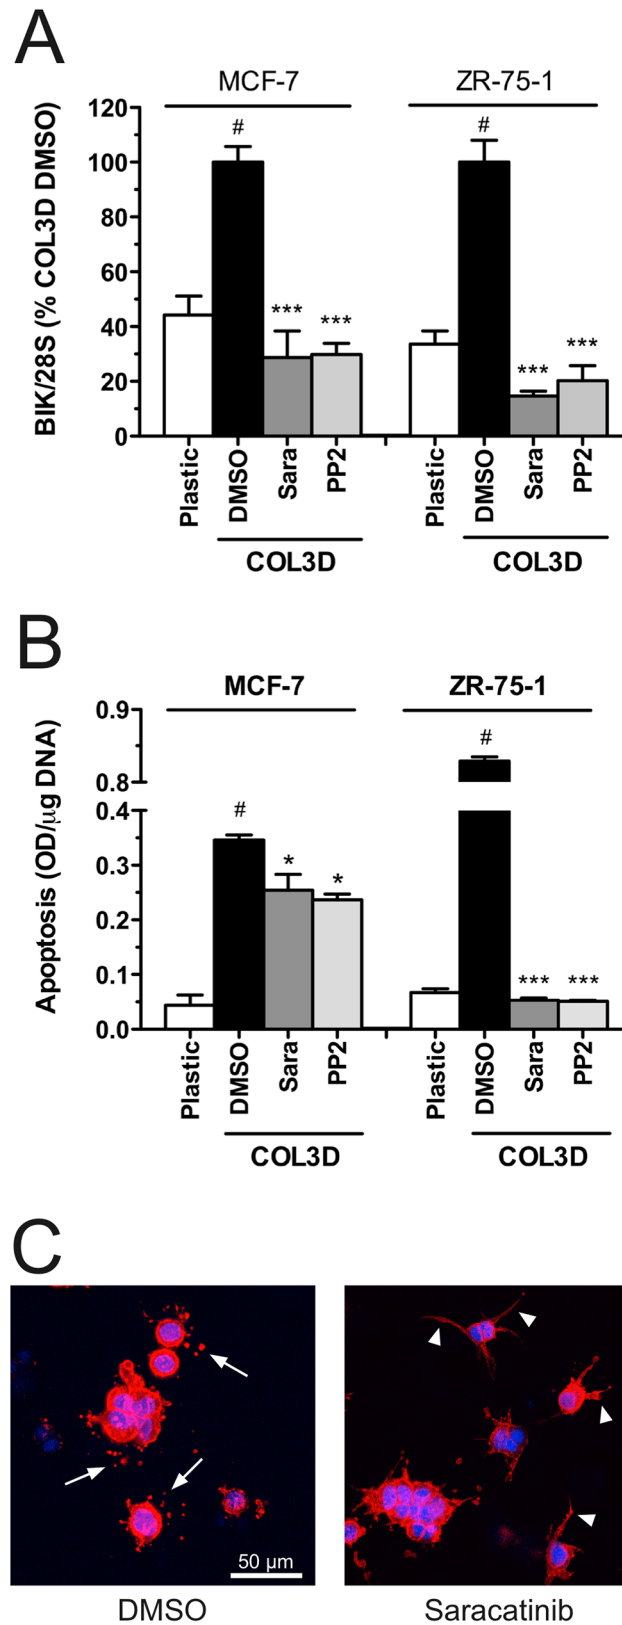 A
MCF-7 ZR-75-1
BIK/28S (% COL3D DMSO)
120
100
80
60
40
20
0
# *** *** # *** ***
Plastic DMSO Sara PP2 Plastic DMSO Sara PP2
COL3D COL3D
B
MCF-7 ZR-75-1
Apoptosis (OD/μg DNA)
0.9
0.8
0.4
0.3
0.2
0.1
0.0
# * * # *** ***
Plastic DMSO Sara PP2 Plastic DMSO Sara PP2
COL3D COL3D
C
50 μm
DMSO Saracatinib